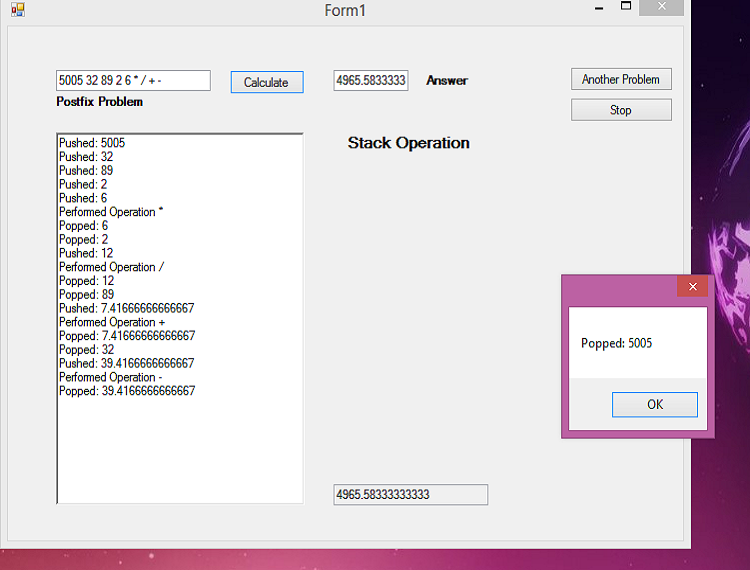 Form1
5005 32 89 2 6 * / + -
Calculate
4965.5833333
Answer
Another Problem
Postfix Problem
Stop
Stack Operation
Pushed: 5005
Pushed: 32
Pushed: 89
Pushed: 2
Pushed: 6
Performed Operation *
Popped: 6
Popped: 2
Pushed: 12
Performed Operation /
Popped: 12
Popped: 89
Pushed: 7.41666666666667
Performed Operation +
Popped: 7.41666666666667
Popped: 32
Pushed: 39.4166666666667
Performed Operation -
Popped: 39.4166666666667
Popped: 5005
OK
4965.58333333333